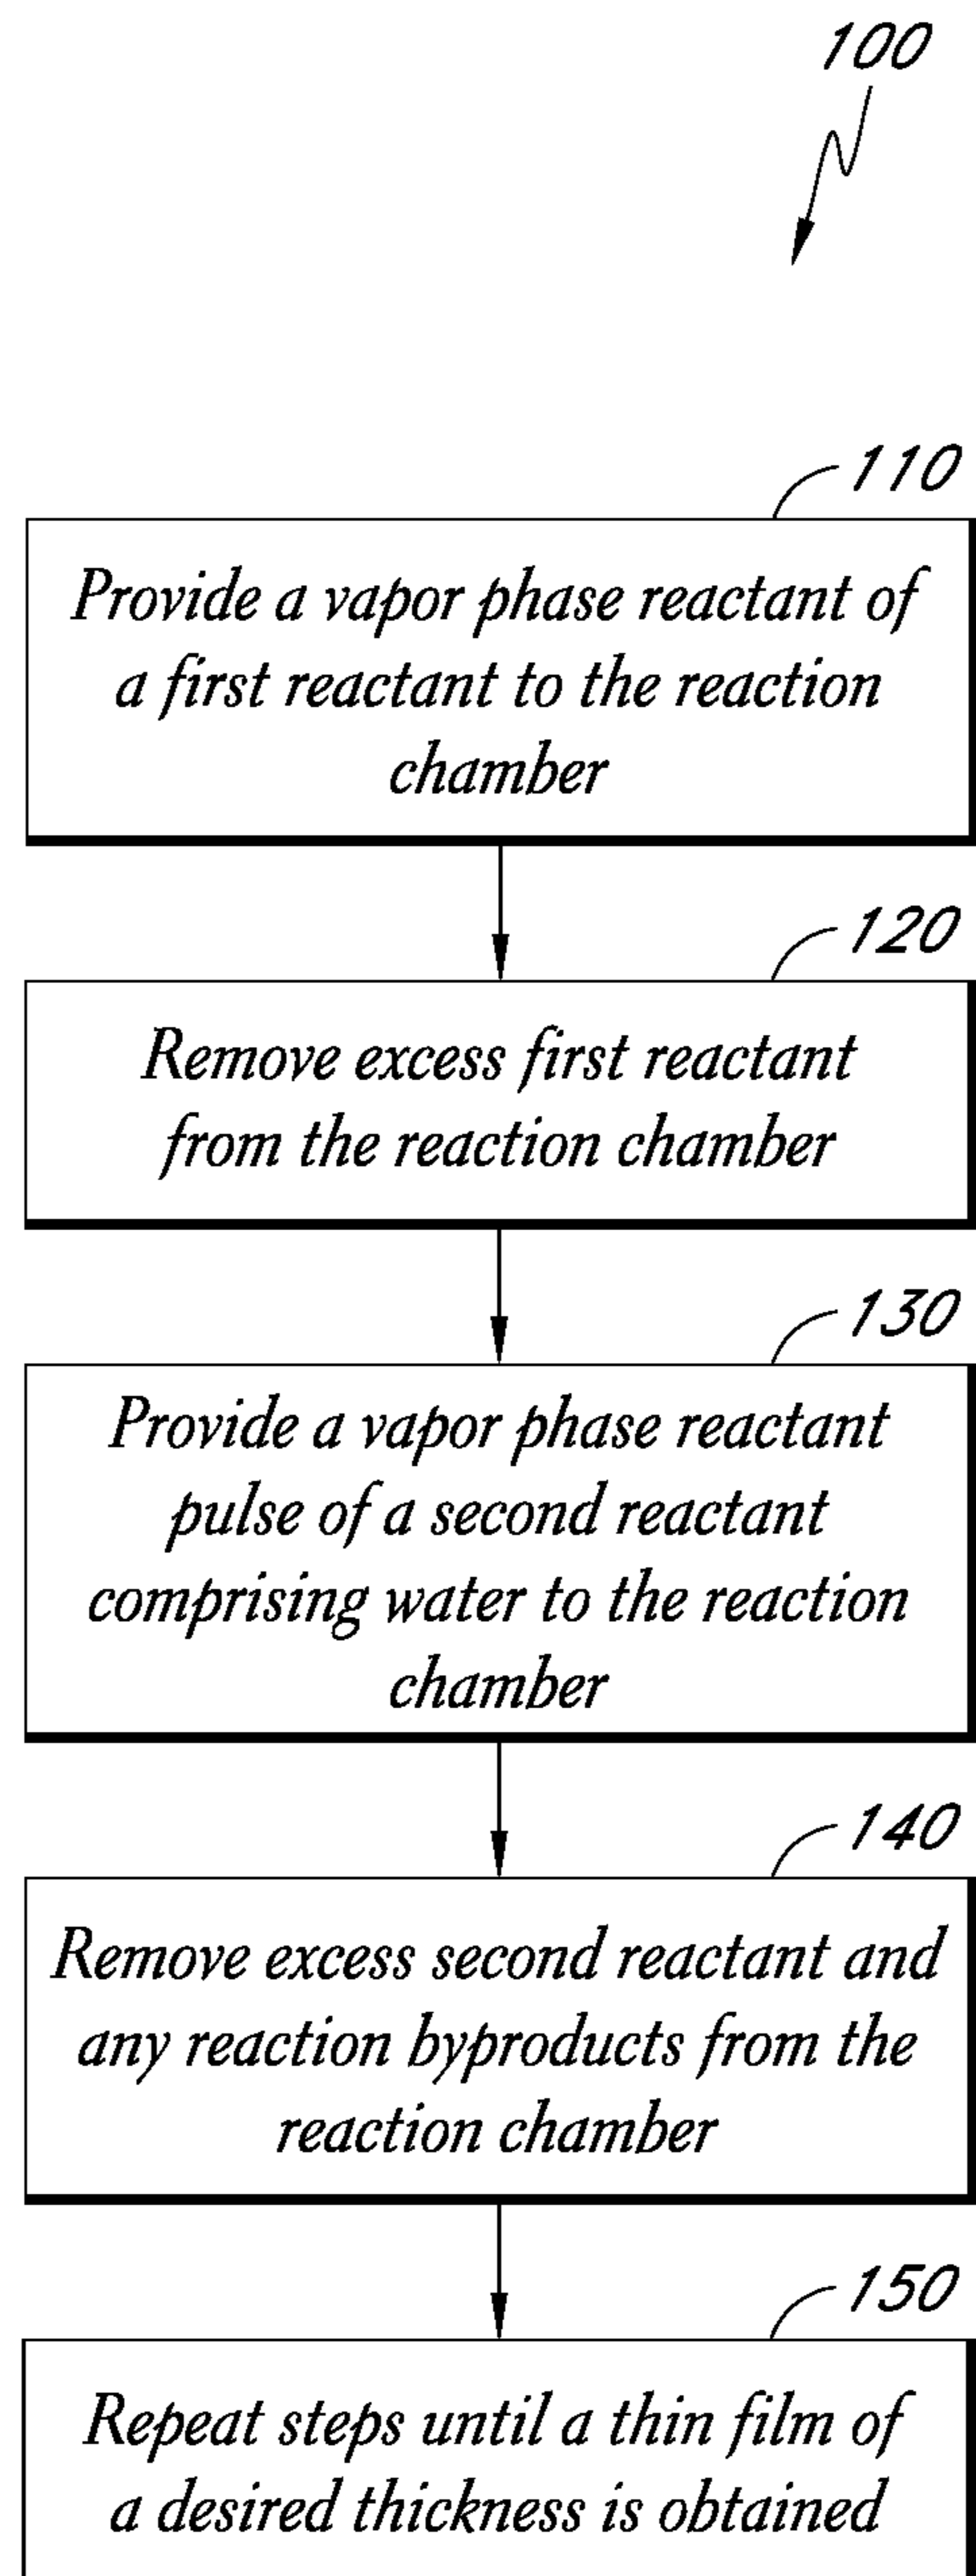 100
110
Provide a vapor phase reactant of
a first reactant to the reaction
chamber
120
Remove excess first reactant
from the reaction chamber
130
Provide a vapor phase reactant
pulse of a second reactant
comprising water to the reaction
chamber
140
Remove excess second reactant and
any reaction byproducts from the
reaction chamber
150
Repeat steps until a thin film of
a desired thickness is obtained